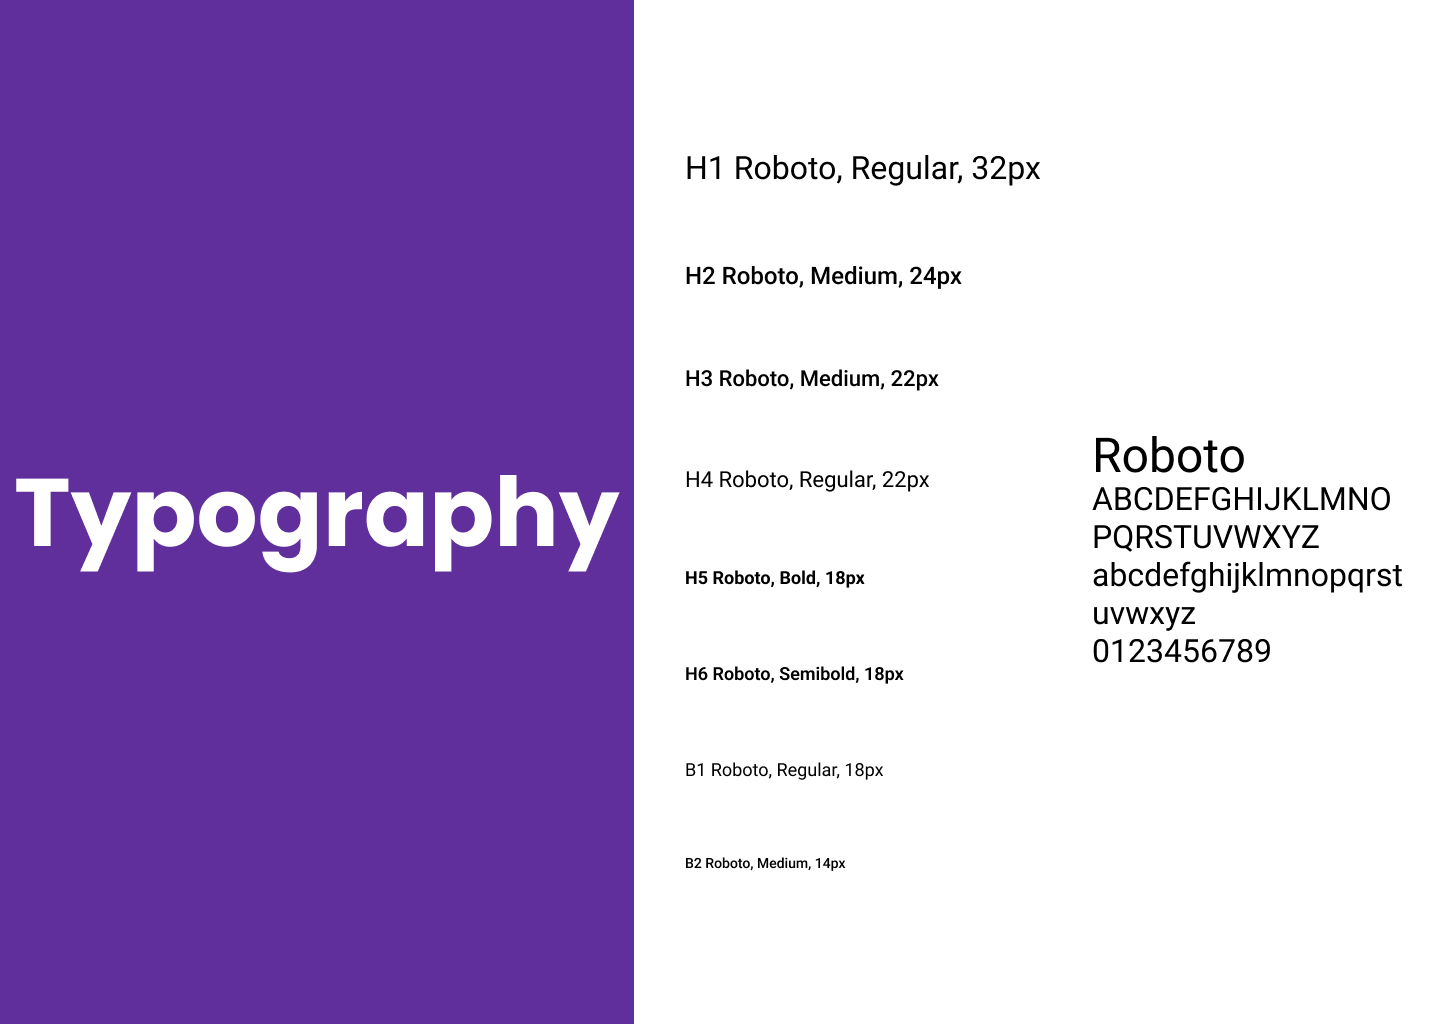 Typography
H1 Roboto, Regular, 32px
H2 Roboto, Medium, 24px
H3 Roboto, Medium, 22px
H4 Roboto, Regular, 22px
H5 Roboto, Bold, 18px
H6 Roboto, Semibold, 18px
B1 Roboto, Regular, 18px
B2 Roboto, Medium, 14px
Roboto
ABCDEFGHIJKLMNO
PQRSTUVWXYZ
abcdefghijklmnopqrst
uvwxyz
0123456789